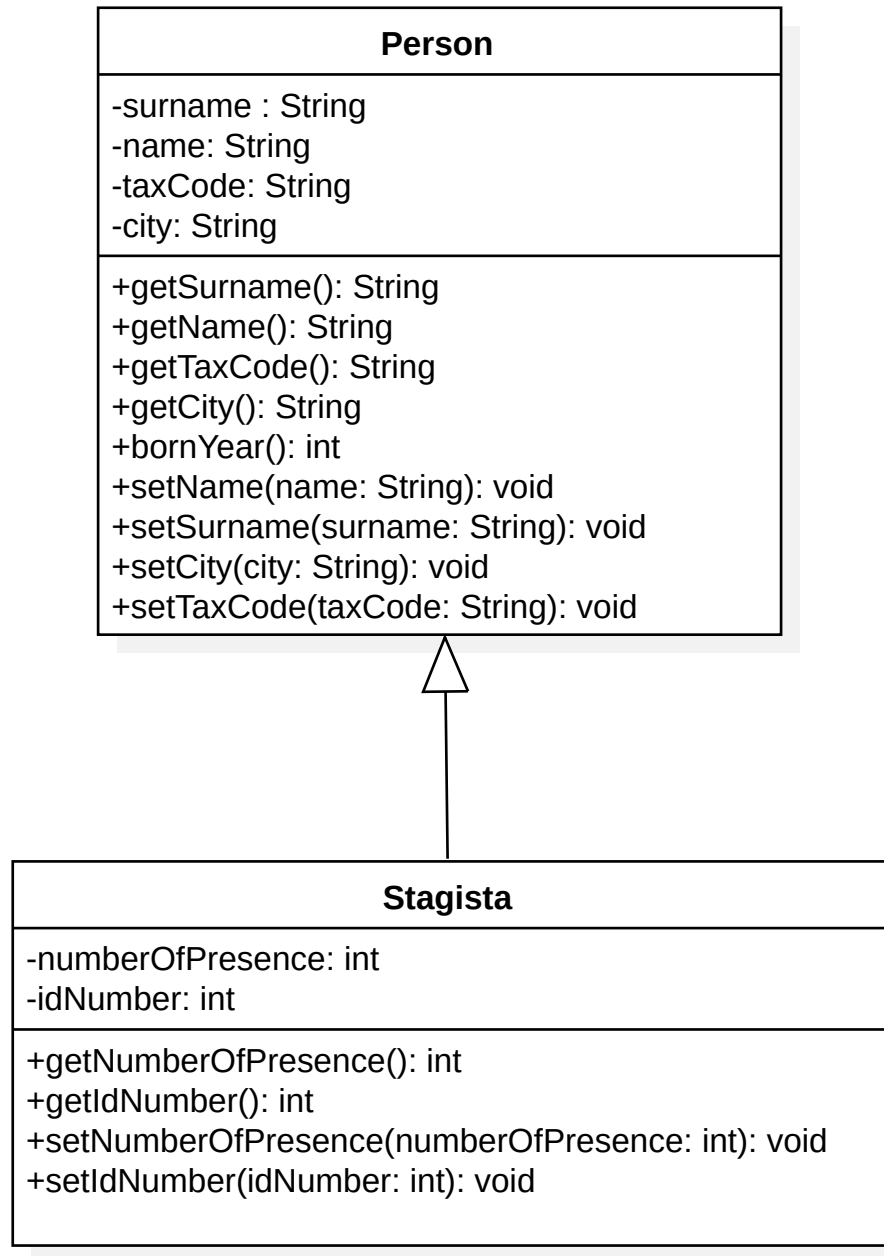 Person
-surname : String
-name: String
-taxCode: String
-city: String
+getSurname(): String
+getName(): String
+getTaxCode(): String
+getCity(): String
+bornYear(): int
+setName(name: String): void
+setSurname(surname: String): void
+setCity(city: String): void
+setTaxCode(taxCode: String): void
Stagista
-numberOfPresence: int
-idNumber: int
+getNumberOfPresence(): int
+getIdNumber(): int
+setNumberOfPresence(numberOfPresence: int): void
+setIdNumber(idNumber: int): void